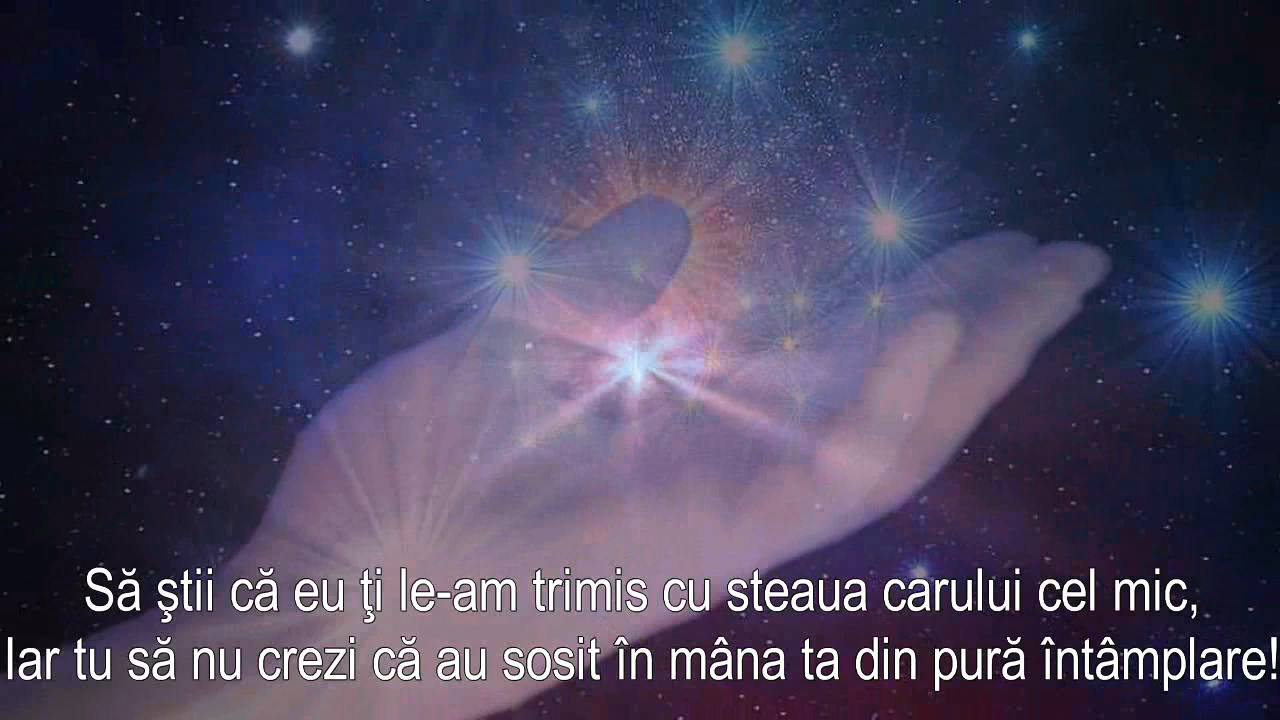 Să ştii că eu ţi le-am trimis cu steaua carului cel mic,
Iar tu să nu crezi că au sosit în mâna ta din pură întâmplare!